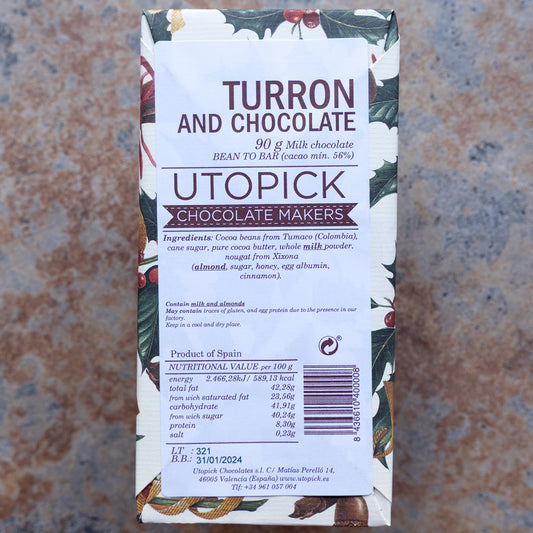 TURRON
AND CHOCOLATE
90 g Milk chocolate
BEAN TO BAR (cacao mín. 56%)
UTOPICK
CHOCOLATE MAKERS
Ingredients: Cocoa beans from Tumaco (Colombia),
cane sugar, pure cocoa butter, whole milk powder.
nougat from Xixona
(almond, sugar, honey, egg albumin,
cinnamon).
Contain milk and almonds
May contain traces of gluten, and egg protein due to the presence in our
factory.
Keep in a cool and dry place.
Product of Spain
NUTRITIONAL VALUE per 100 g
energy 2.466,28kJ/ 589,13 kcal
total fat 42,28g
from wich saturated fat 23,56g
carbohydrate 41,91g
from wich sugar 40,24g
protein 8,30g
salt 0,23g
8 436610 400008
LT : 321
B.B.: 31/01/2024
Utopick Chocolates s.l. C/ Matías Perelló 14,
46005 Valencia (España) www.utopick.es
Tlf: +34 961 057 004